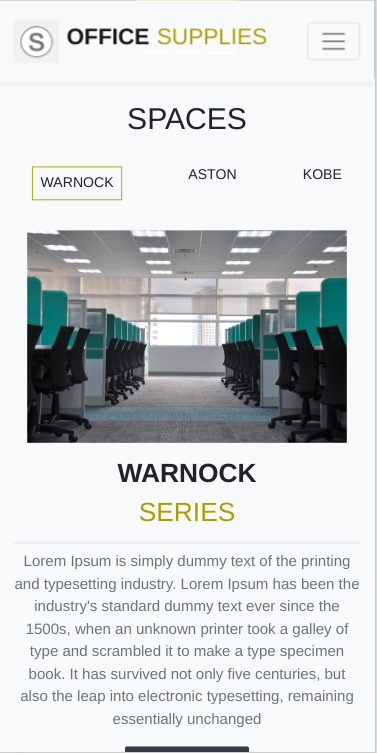 S OFFICE SUPPLIES
SPACES
WARNOCK ASTON KOBE
WARNOCK
SERIES
Lorem Ipsum is simply dummy text of the printing
and typesetting industry. Lorem Ipsum has been the
industry's standard dummy text ever since the
1500s, when an unknown printer took a galley of
type and scrambled it to make a type specimen
book. It has survived not only five centuries, but
also the leap into electronic typesetting, remaining
essentially unchanged